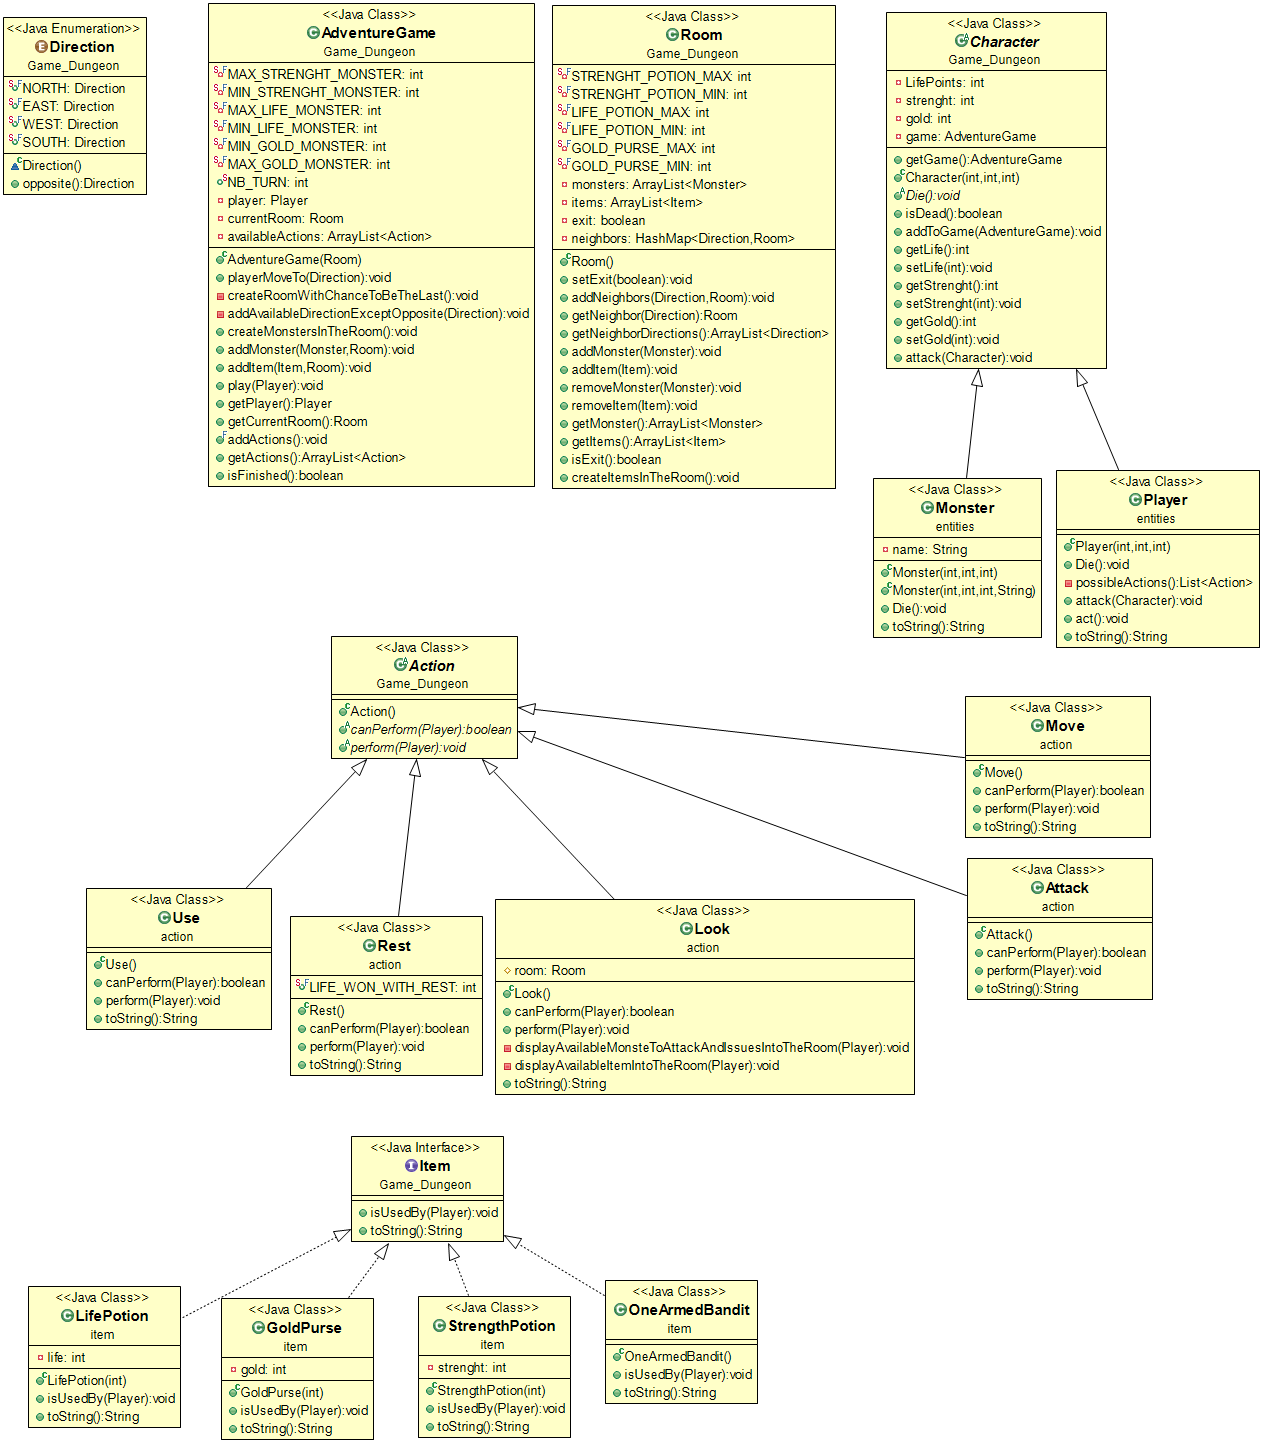 <<Java Enumeration>>
Direction
Game_Dungeon
NORTH: Direction
EAST: Direction
WEST: Direction
SOUTH: Direction
Direction()
opposite():Direction
<<Java Class>>
AdventureGame
Game_Dungeon
MAX_STRENGHT_MONSTER: int
MIN_STRENGHT_MONSTER: int
MAX_LIFE_MONSTER: int
MIN_LIFE_MONSTER: int
MIN_GOLD_MONSTER: int
MAX_GOLD_MONSTER: int
NB_TURN: int
player: Player
currentRoom: Room
availableActions: ArrayList<Action>
AdventureGame(Room)
playerMoveTo(Direction):void
createRoomWithChanceToBeTheLast():void
addAvailableDirectionExceptOpposite(Direction):void
createMonstersInTheRoom():void
addMonster(Monster,Room):void
addItem(Item,Room):void
play(Player):void
getPlayer():Player
getCurrentRoom():Room
addActions():void
getActions():ArrayList<Action>
isFinished():boolean
<<Java Class>>
Room
Game_Dungeon
STRENGHT_POTION_MAX: int
STRENGHT_POTION_MIN: int
LIFE_POTION_MAX: int
LIFE_POTION_MIN: int
GOLD_PURSE_MAX: int
GOLD_PURSE_MIN: int
monsters: ArrayList<Monster>
items: ArrayList<Item>
exit: boolean
neighbors: HashMap<Direction,Room>
Room()
setExit(boolean):void
addNeighbors(Direction,Room):void
getNeighbor(Direction):Room
getNeighborDirections():ArrayList<Direction>
addMonster(Monster):void
addItem(Item):void
removeMonster(Monster):void
removeItem(Item):void
getMonster():ArrayList<Monster>
getItems():ArrayList<Item>
isExit():boolean
createItemsInTheRoom():void
<<Java Class>>
Character
Game_Dungeon
LifePoints: int
strenght: int
gold: int
game: AdventureGame
getGame():AdventureGame
Character(int,int,int)
Die():void
isDead():boolean
addToGame(AdventureGame):void
getLife():int
setLife(int):void
getStrenght():int
setStrenght(int):void
getGold():int
setGold(int):void
attack(Character):void
<<Java Class>>
Monster
entities
name: String
Monster(int,int,int)
Monster(int,int,int,String)
Die():void
toString():String
<<Java Class>>
Player
entities
Player(int,int,int)
Die():void
possibleActions():List<Action>
attack(Character):void
act():void
toString():String
<<Java Class>>
Action
Game_Dungeon
Action()
canPerform(Player):boolean
perform(Player):void
<<Java Class>>
Move
action
Move()
canPerform(Player):boolean
perform(Player):void
toString():String
<<Java Class>>
Attack
action
Attack()
canPerform(Player):boolean
perform(Player):void
toString():String
<<Java Class>>
Use
action
Use()
canPerform(Player):boolean
perform(Player):void
toString():String
<<Java Class>>
Rest
action
LIFE_WON_WITH_REST: int
Rest()
canPerform(Player):boolean
perform(Player):void
toString():String
<<Java Class>>
Look
action
room: Room
Look()
canPerform(Player):boolean
perform(Player):void
displayAvailableMonsteToAttackAndIssuesIntoTheRoom(Player):void
displayAvailableItemIntoTheRoom(Player):void
toString():String
<<Java Interface>>
Item
Game_Dungeon
isUsedBy(Player):void
toString():String
<<Java Class>>
LifePotion
item
life: int
LifePotion(int)
isUsedBy(Player):void
toString():String
<<Java Class>>
GoldPurse
item
gold: int
GoldPurse(int)
isUsedBy(Player):void
toString():String
<<Java Class>>
StrengthPotion
item
strenght: int
StrengthPotion(int)
isUsedBy(Player):void
toString():String
<<Java Class>>
OneArmedBandit
item
OneArmedBandit()
isUsedBy(Player):void
toString():String